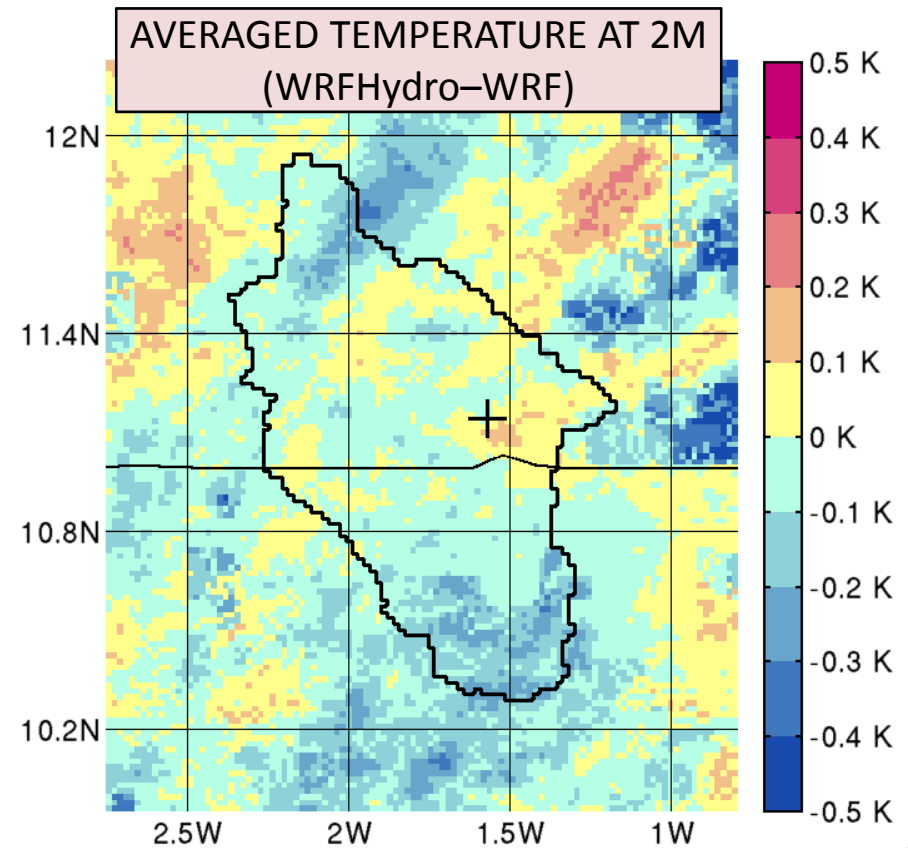 AVERAGED TEMPERATURE AT 2M
(WRFHydro–WRF)
0.5 K
0.4 K
0.3 K
0.2 K
0.1 K
0 K
-0.1 K
-0.2 K
-0.3 K
-0.4 K
-0.5 K
12N
11.4N
10.8N
10.2N
2.5W
2W
1.5W
1W